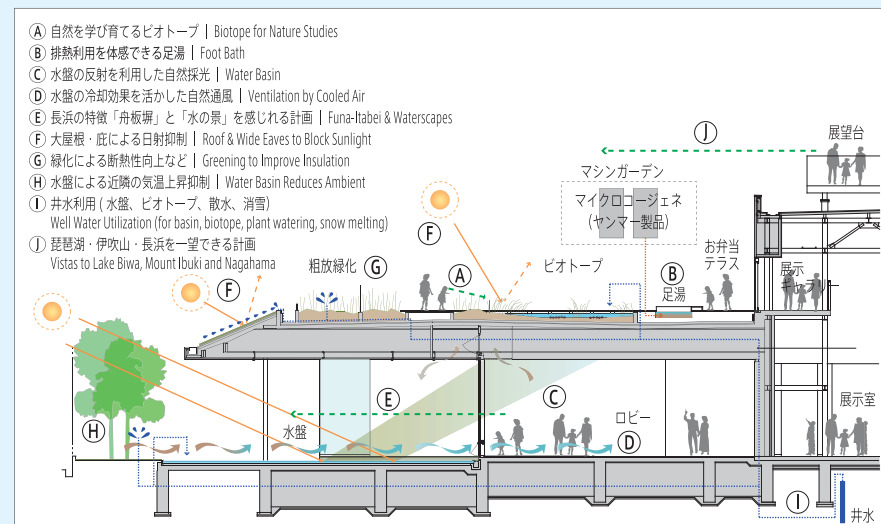 Ⓐ 自然を学び育てるビオトープ | Biotope for Nature Studies
Ⓑ 排熱利用を体感できる足湯 | Foot Bath
Ⓒ 水盤の反射を利用した自然採光 | Water Basin
Ⓓ 水盤の冷却効果を活かした自然通風 | Ventilation by Cooled Air
Ⓔ 長浜の特徴「舟板塀」と「水の景」を感じれる計画 | Funa-Itabei & Waterscapes
Ⓕ 大屋根・庇による日射抑制 | Roof & Wide Eaves to Block Sunlight
Ⓖ 緑化による断熱性向上など | Greening to Improve Insulation
Ⓗ 水盤による近隣の気温上昇抑制 | Water Basin Reduces Ambient
Ⓘ 井水利用 ( 水盤、ビオトープ、散水、消雪)
Well Water Utilization (for basin, biotope, plant watering, snow melting)
Ⓙ 琵琶湖・伊吹山・長浜を一望できる計画
Vistas to Lake Biwa, Mount Ibuki and Nagahama
Ⓙ
展望台
マシンガーデン
マイクロコージェネ
(ヤンマー製品)
Ⓕ
粗放緑化 Ⓖ
Ⓐ
ビオトープ
Ⓑ
足湯
お弁当
テラス
展示
ギャラリー
Ⓕ
Ⓔ
Ⓒ
展示室
Ⓗ
水盤
ロビー
Ⓓ
Ⓘ
井水